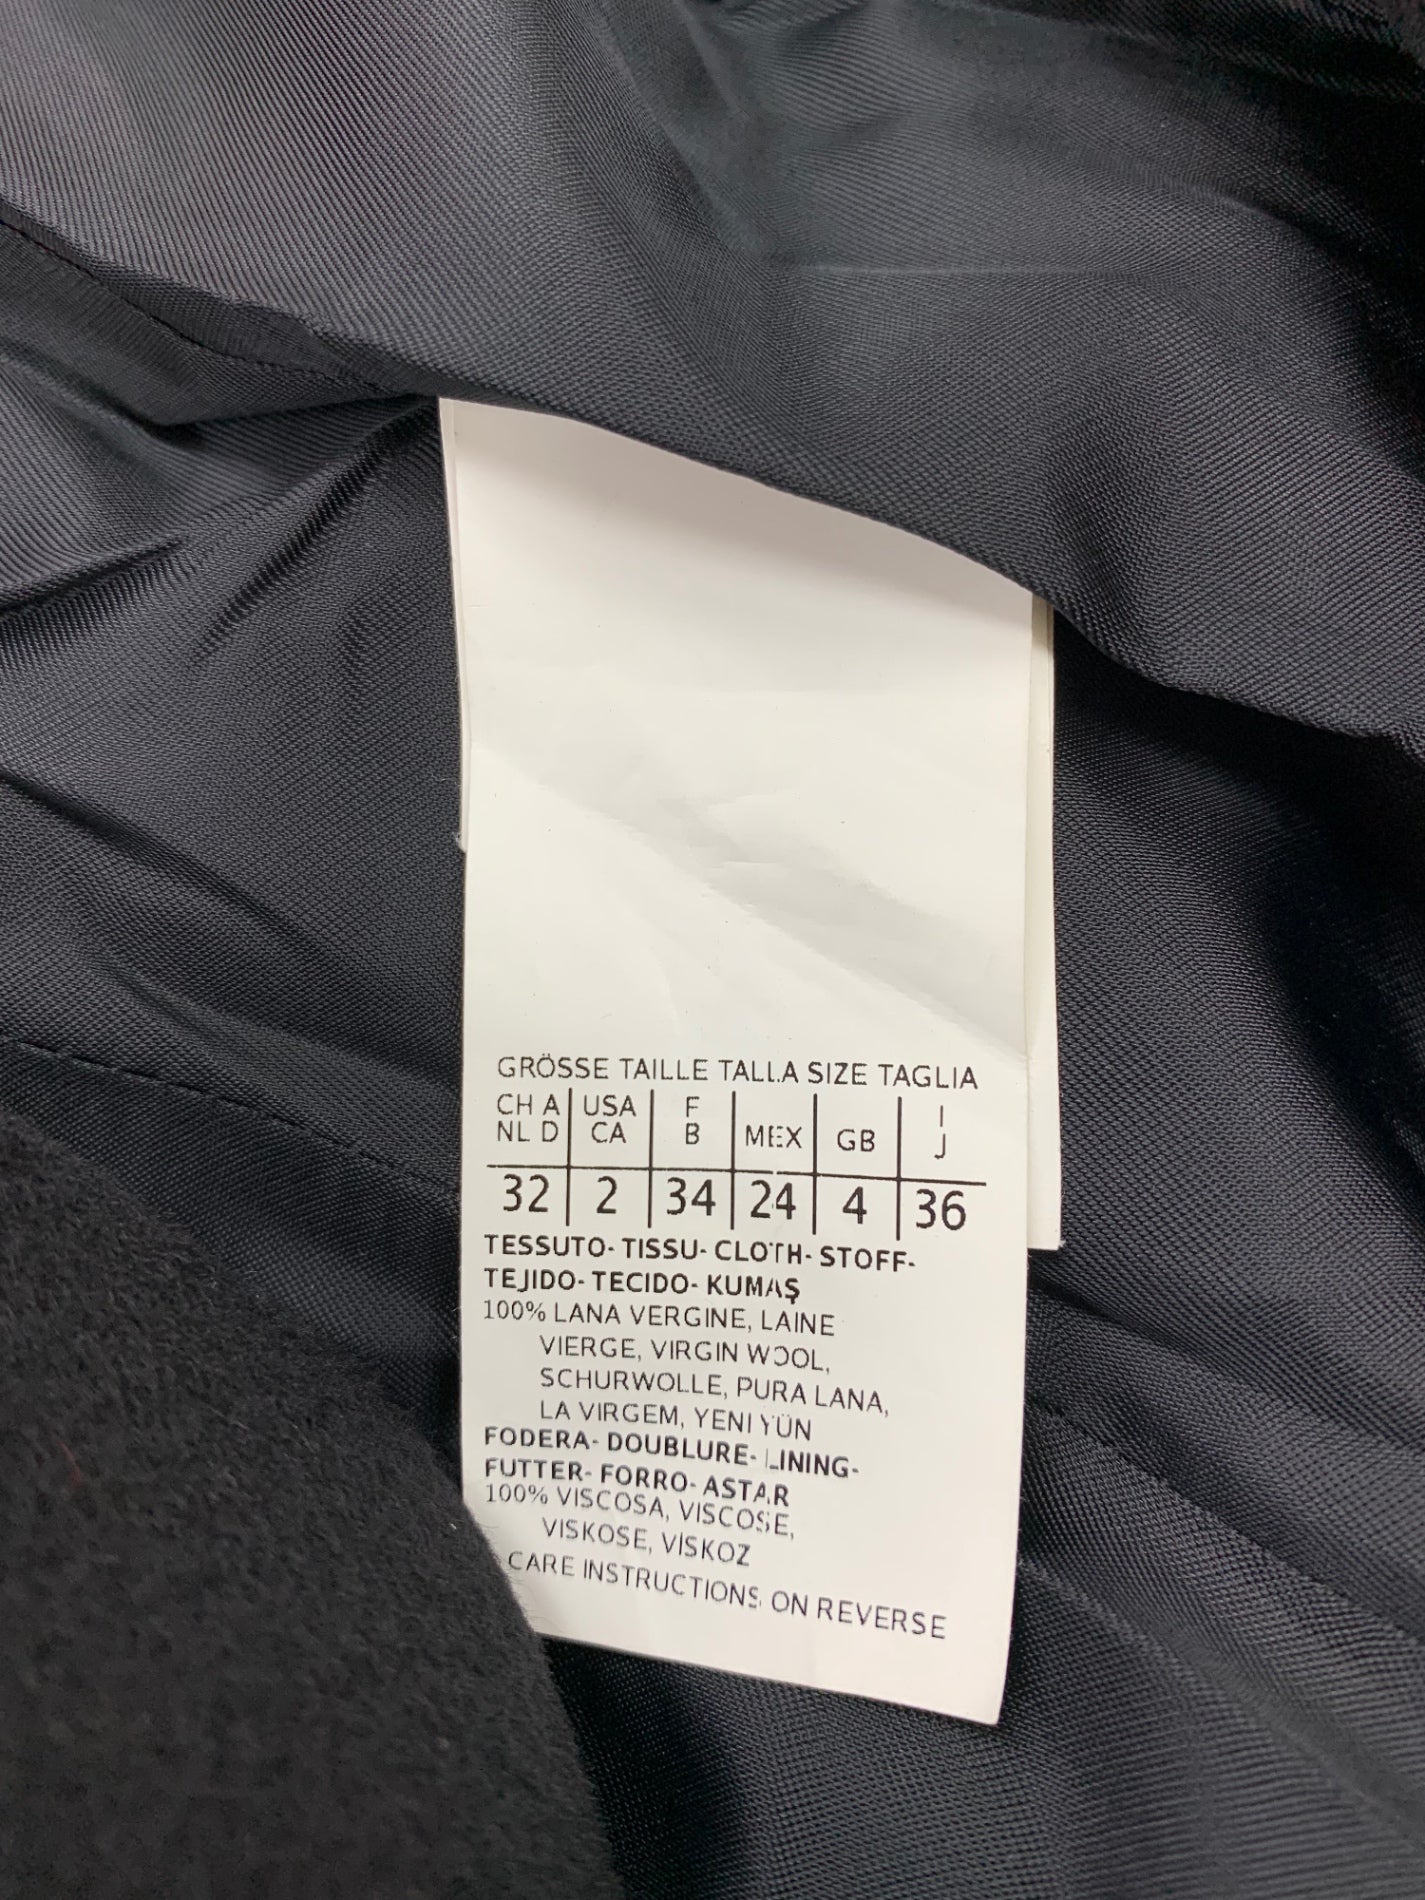 GRÖSSE TAILLE TALLA SIZE TAGLIA
CH A USA F I
NL D CA B MEX GB J
32 2 34 24 4 36
TESSUTO- TISSU- CLOTH- STOFF-
TEJIDO- TECIDO- KUMAŞ
100% LANA VERGINE, LAINE
VIERGE, VIRGIN WOOL,
SCHURWOLLE, PURA LANA,
LA VIRGEM, YENI YÜN
FODERA- DOUBLURE- LINING-
FUTTER- FORRO- ASTAR
100% VISCOSA, VISCOSE,
VISKOSE, VİSKOZ
CARE INSTRUCTIONS ON REVERSE